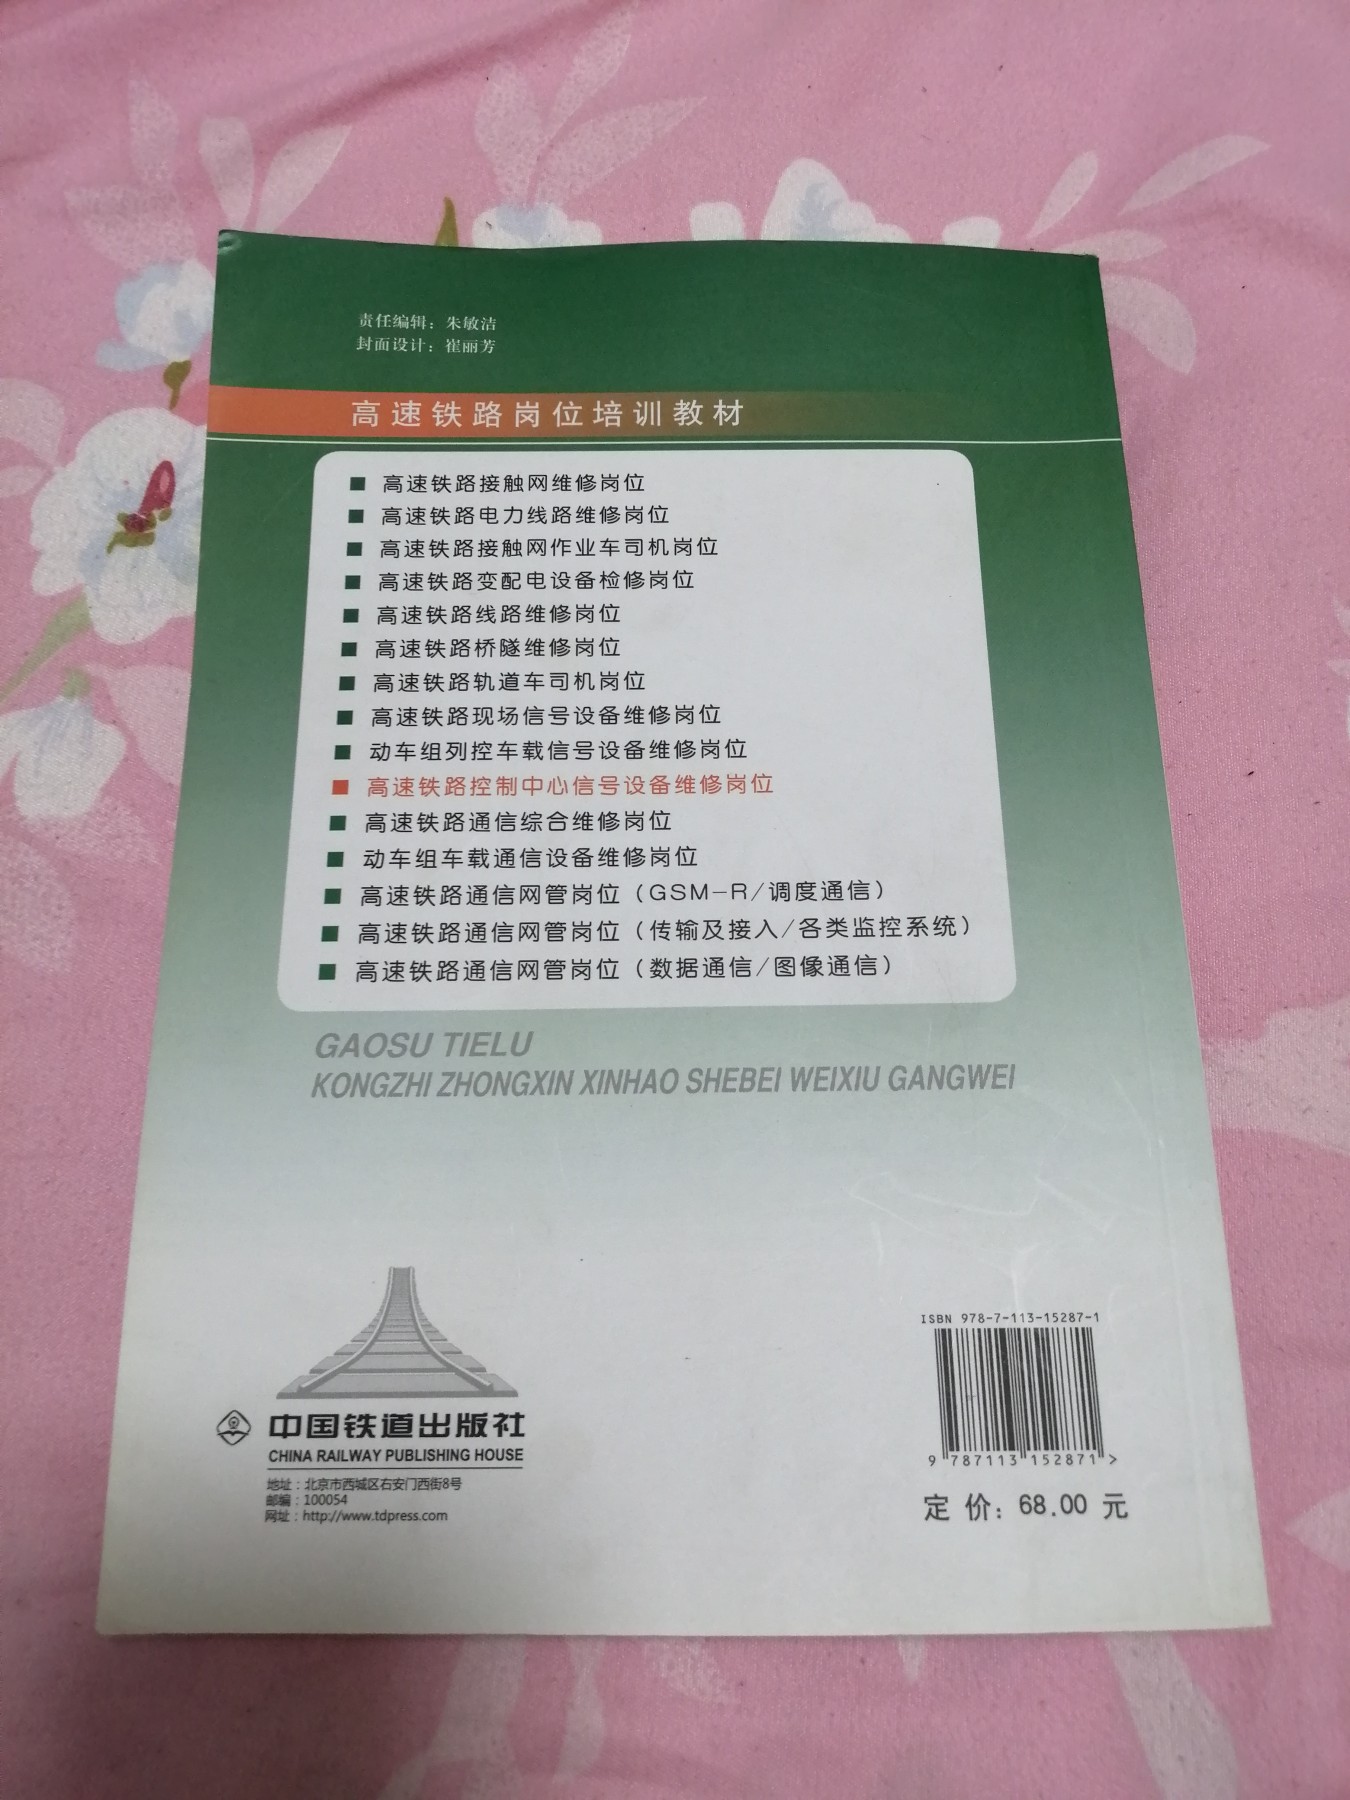 责任编辑：朱敏洁
封面设计：崔丽芳
高速铁路岗位培训教材
高速铁路接触网维修岗位
高速铁路电力线路维修岗位
高速铁路接触网作业车司机岗位
高速铁路变配电设备检修岗位
高速铁路线路维修岗位
高速铁路桥隧维修岗位
高速铁路轨道车司机岗位
高速铁路现场信号设备维修岗位
动车组列控车载信号设备维修岗位
高速铁路控制中心信号设备维修岗位
高速铁路通信综合维修岗位
动车组车载通信设备维修岗位
高速铁路通信网管岗位（GSM-R/调度通信）
高速铁路通信网管岗位（传输及接入/各类监控系统）
高速铁路通信网管岗位（数据通信/图像通信）
GAOSU TIELU
KONGZHI ZHONGXIN XINHAO SHEBEI WEIXIU GANGWEI
中国铁道出版社
CHINA RAILWAY PUBLISHING HOUSE
地址：北京市西城区右安门西街8号
邮编：100054
网址：http://www.tdpress.com
ISBN 978-7-113-15287-1
9 787113 152871 >
定 价：68.00 元